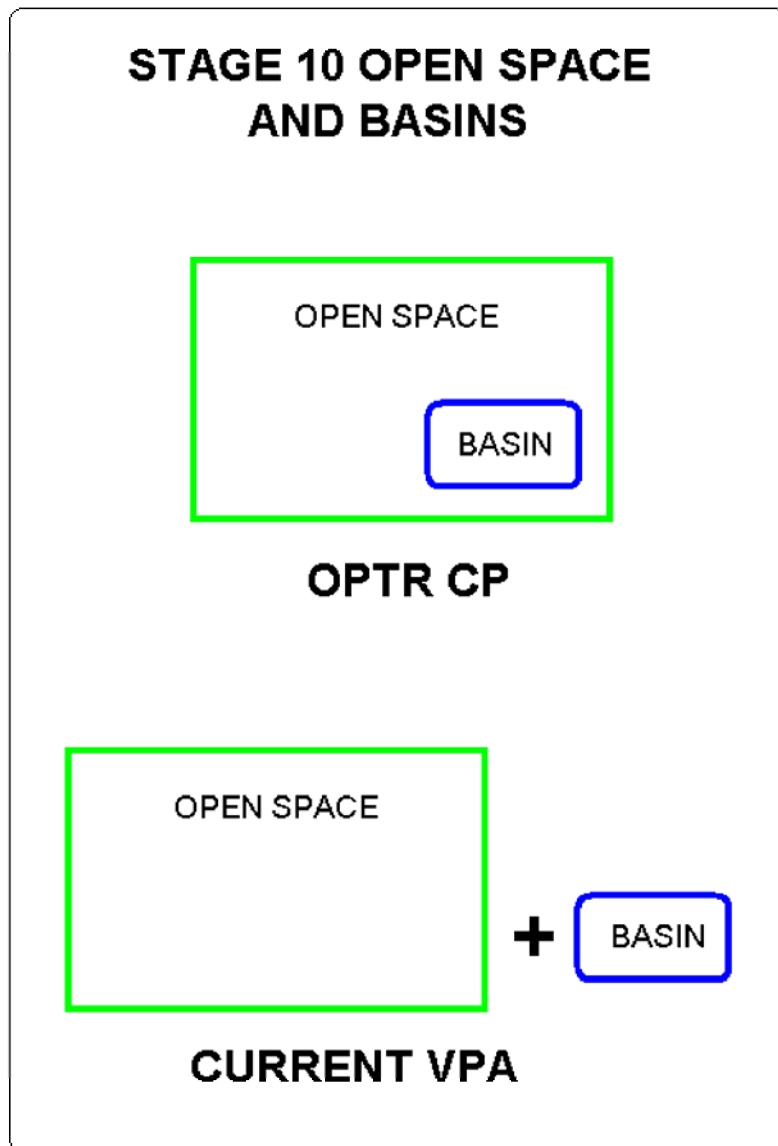 STAGE 10 OPEN SPACE
AND BASINS
OPEN SPACE
BASIN
OPTR CP
OPEN SPACE
+
BASIN
CURRENT VPA